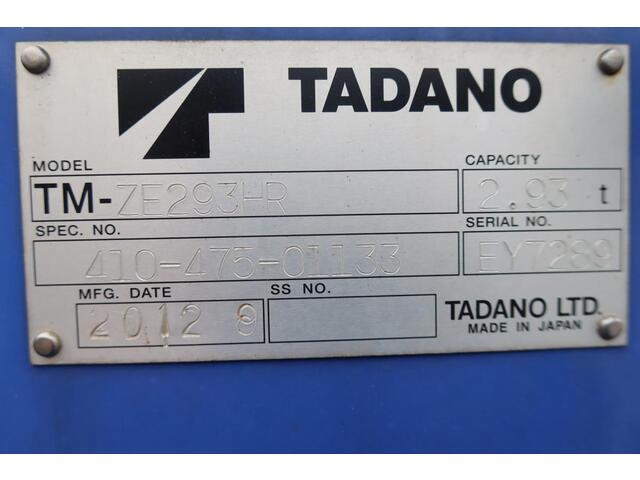 TADANO
MODEL
CAPACITY
TM-ZE293HR
2.93 t
SPEC. NO.
SERIAL NO.
410-475-01133
EY7289
MFG. DATE
SS NO.
2012 8
TADANO LTD.
MADE IN JAPAN